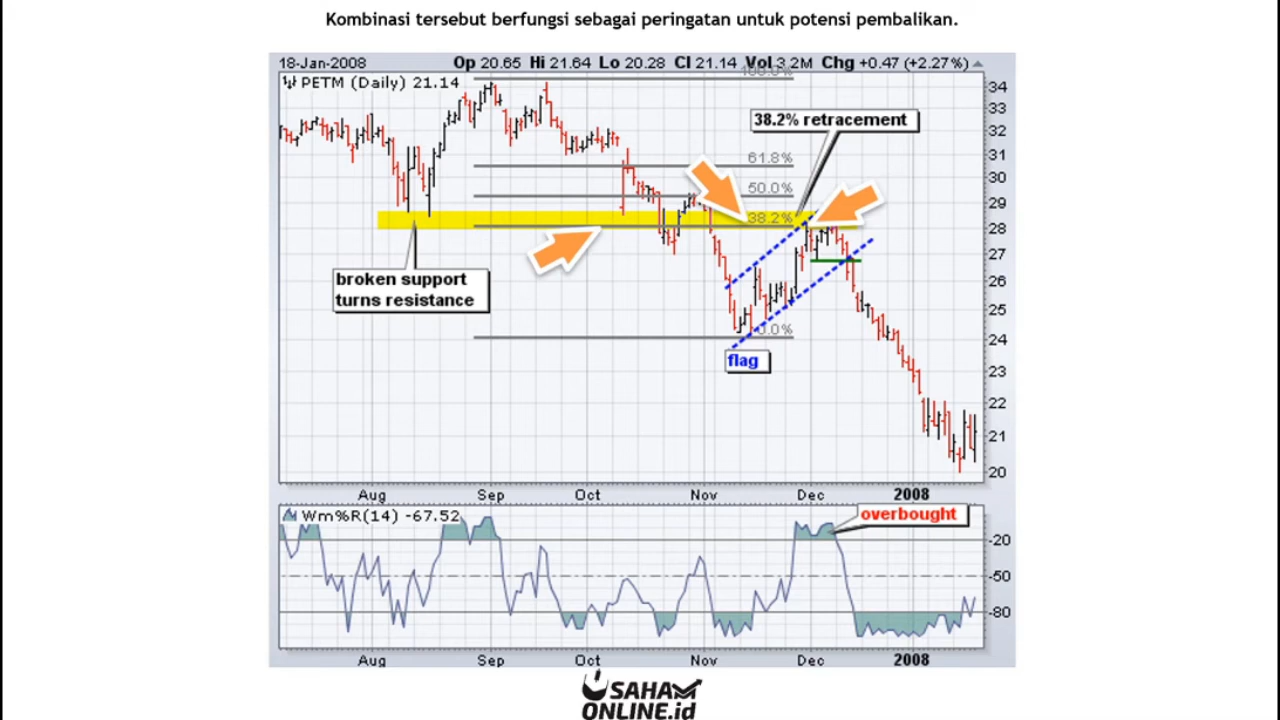 Kombinasi tersebut berfungsi sebagai peringatan untuk potensi pembalikan.
18-Jan-2008 Op 20.65 Hi 21.64 Lo 20.28 Cl 21.14 Vol 3.2M Chg +0.47 (+2.27%)
PETM (Daily) 21.14
100.0%
34
33
38.2% retracement
32
61.8%
31
30
50.0%
29
38.2%
28
27
broken support
turns resistance
26
25
0.0%
24
flag
23
22
21
20
Aug Sep Oct Nov Dec 2008
Wm%R(14) -67.52
overbought
-20
-50
-80
Aug Sep Oct Nov Dec 2008
SAHAM
ONLINE.id